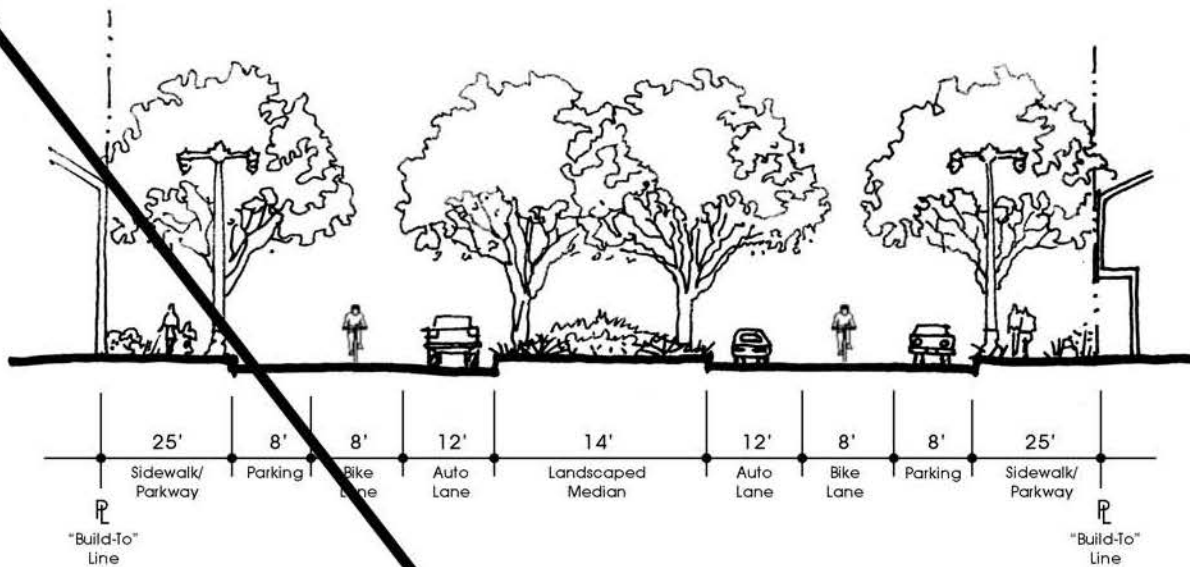 25' 8' 8' 12' 14' 12' 8' 8' 25'
Sidewalk/ Parking Bike Auto Landscaped Auto Bike Parking Sidewalk/
Parkway Lane Lane Median Lane Lane Parkway
PL PL
"Build-To" "Build-To"
Line Line